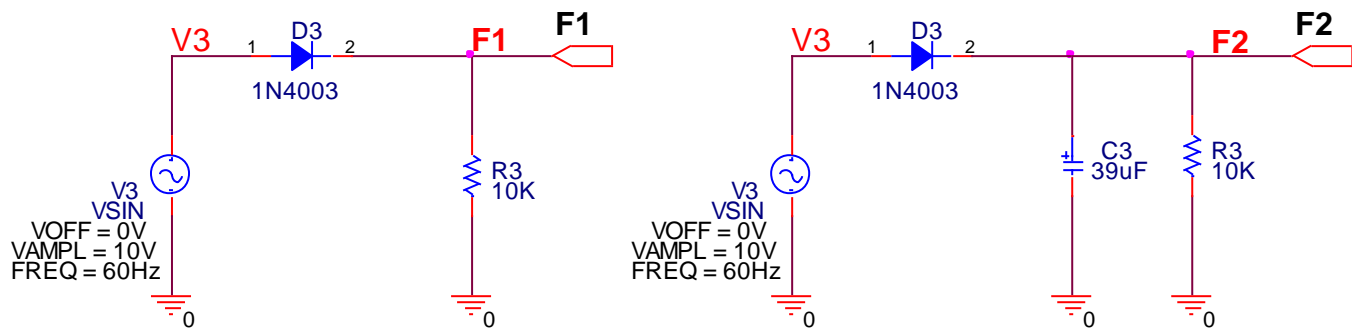 V3
1
D3
2
1N4003
F1
F1
R3
10K
V3
VSIN
VOFF = 0V
VAMPL = 10V
FREQ = 60Hz
0
0
V3
1
D3
2
1N4003
F2
F2
+
C3
39uF
R3
10K
V3
VSIN
VOFF = 0V
VAMPL = 10V
FREQ = 60Hz
0
0
0